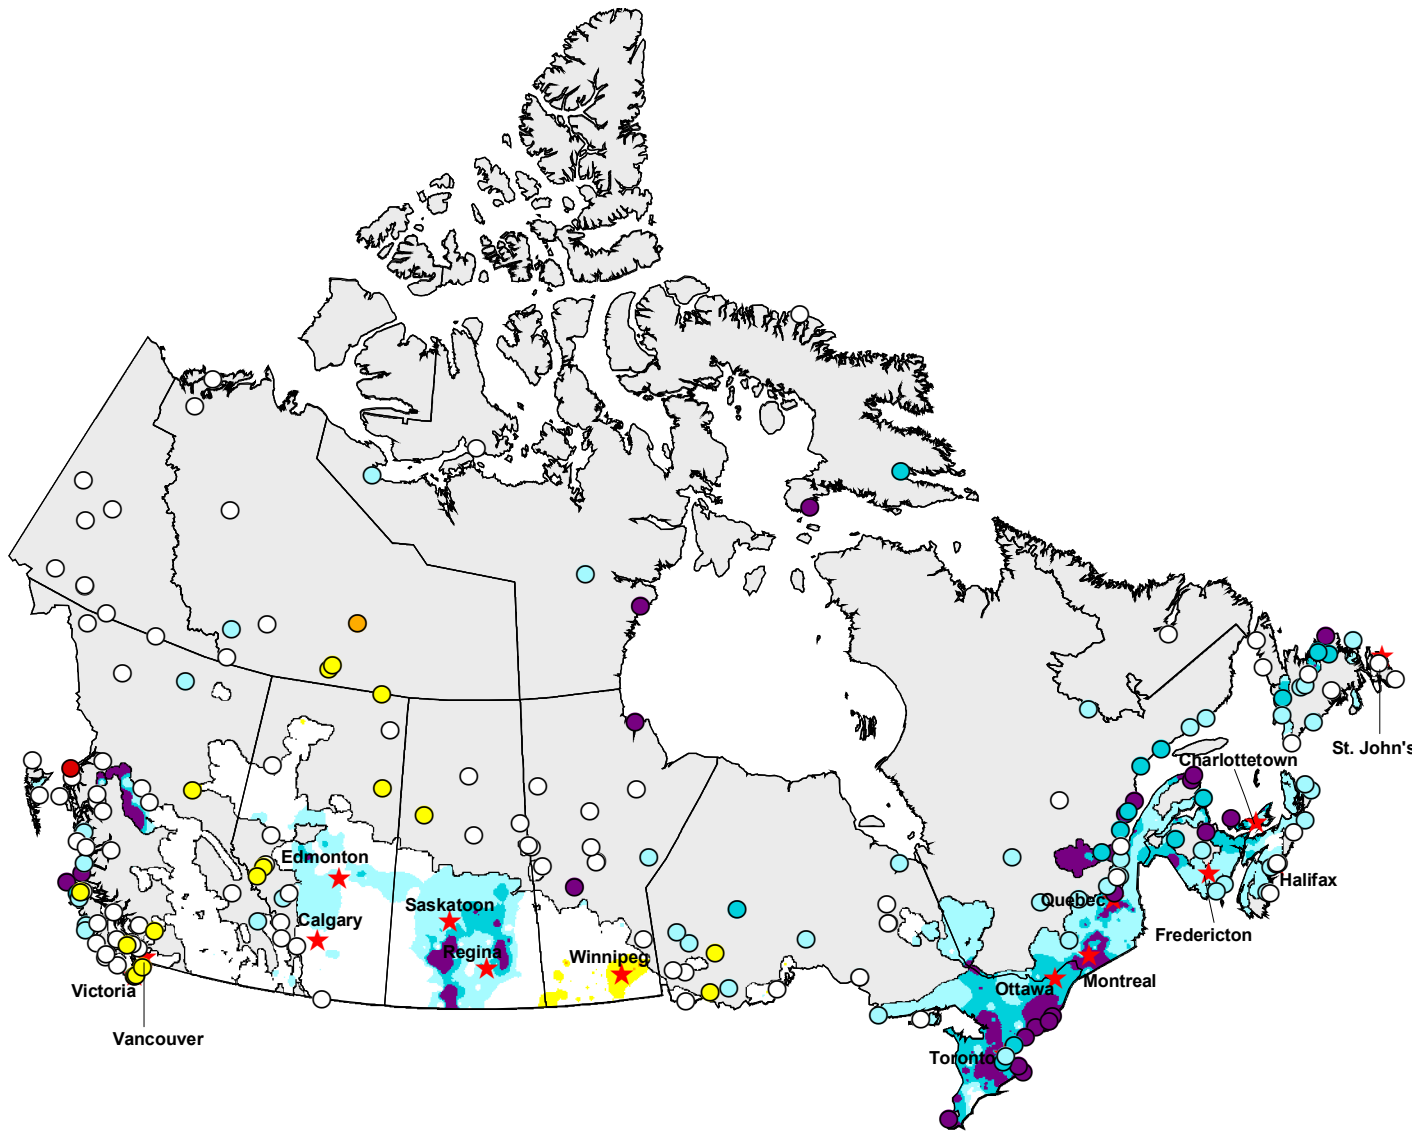 St. John's
Charlottetown
Edmonton
Halifax
Saskatoon
Quebec
Calgary
Fredericton
Regina
Winnipeg
Montreal
Victoria
Ottawa
Vancouver
Toronto